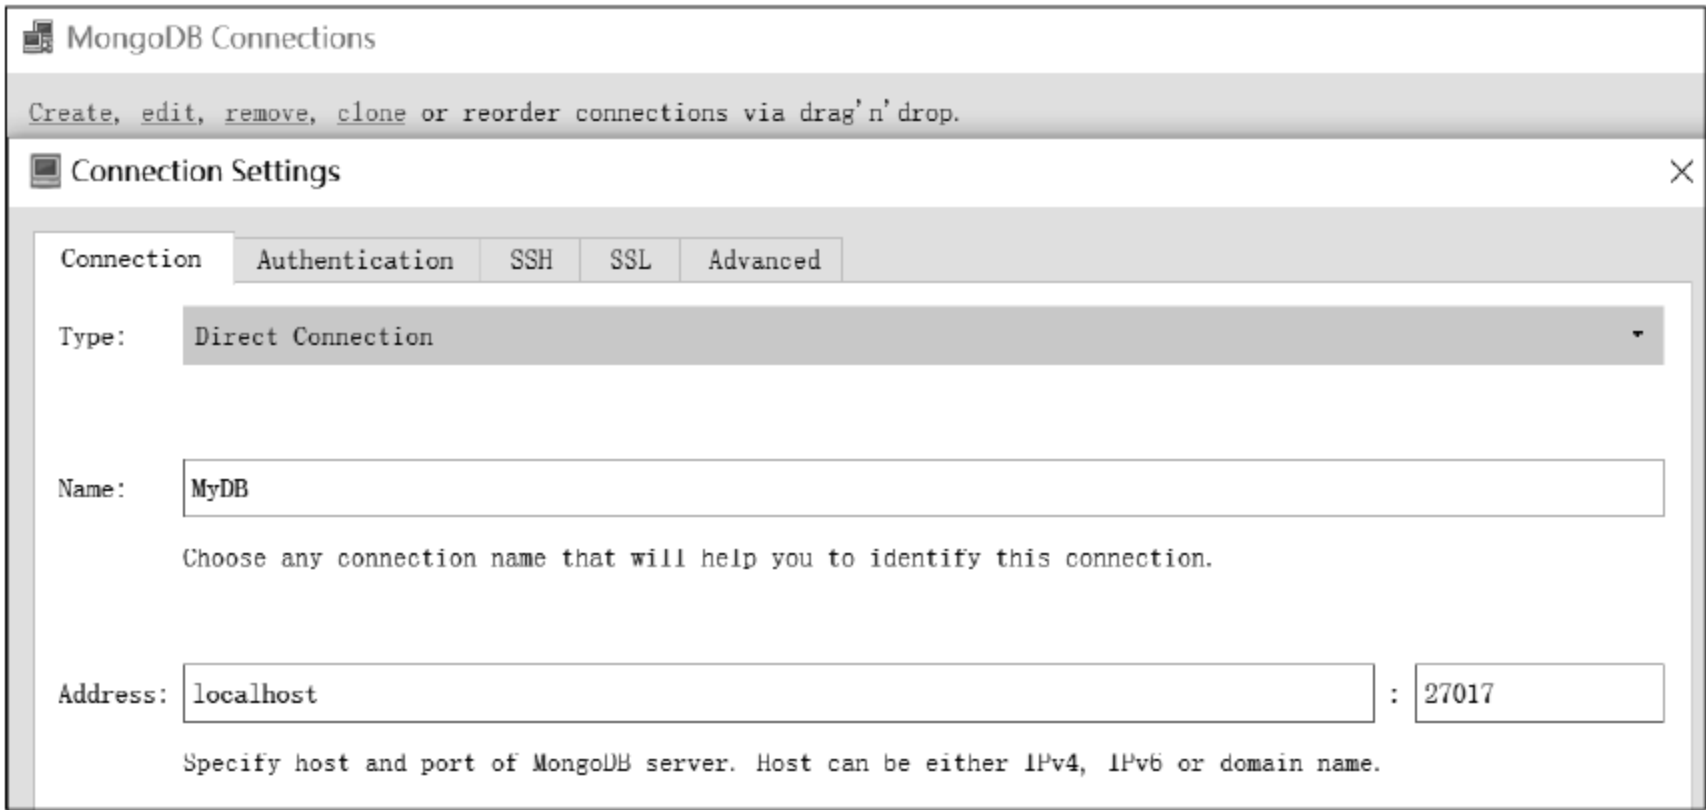 MongoDB Connections
Create, edit, remove, clone or reorder connections via drag'n'drop.
Connection Settings
Connection Authentication SSH SSL Advanced
Type: Direct Connection
Name: MyDB
Choose any connection name that will help you to identify this connection.
Address: localhost : 27017
Specify host and port of MongoDB server. Host can be either IPv4, IPv6 or domain name.